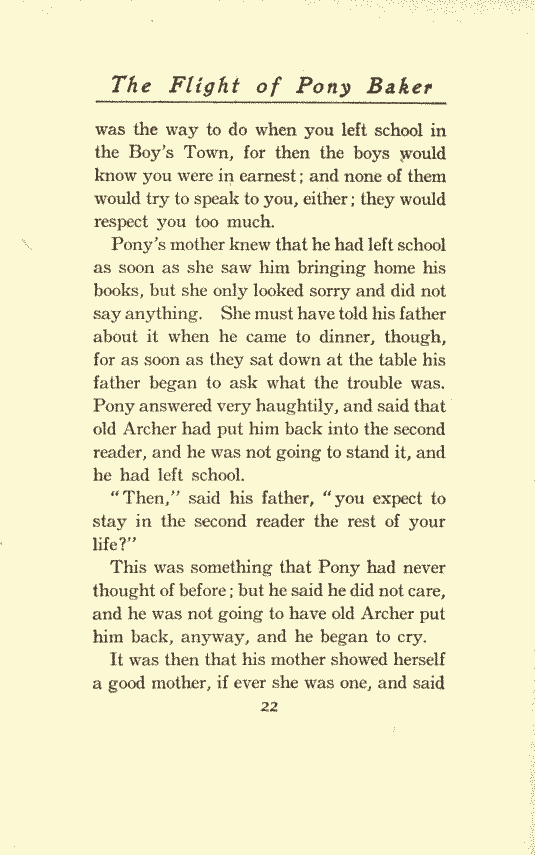 The Flight of Pony Baker
was the way to do when you left school in
the Boy's Town, for then the boys would
know you were in earnest; and none of them
would try to speak to you, either; they would
respect you too much.
Pony's mother knew that he had left school
as soon as she saw him bringing home his
books, but she only looked sorry and did not
say anything. She must have told his father
about it when he came to dinner, though,
for as soon as they sat down at the table his
father began to ask what the trouble was.
Pony answered very haughtily, and said that
old Archer had put him back into the second
reader, and he was not going to stand it, and
he had left school.
"Then," said his father, "you expect to
stay in the second reader the rest of your
life?"
This was something that Pony had never
thought of before; but he said he did not care,
and he was not going to have old Archer put
him back, anyway, and he began to cry.
It was then that his mother showed herself
a good mother, if ever she was one, and said
22